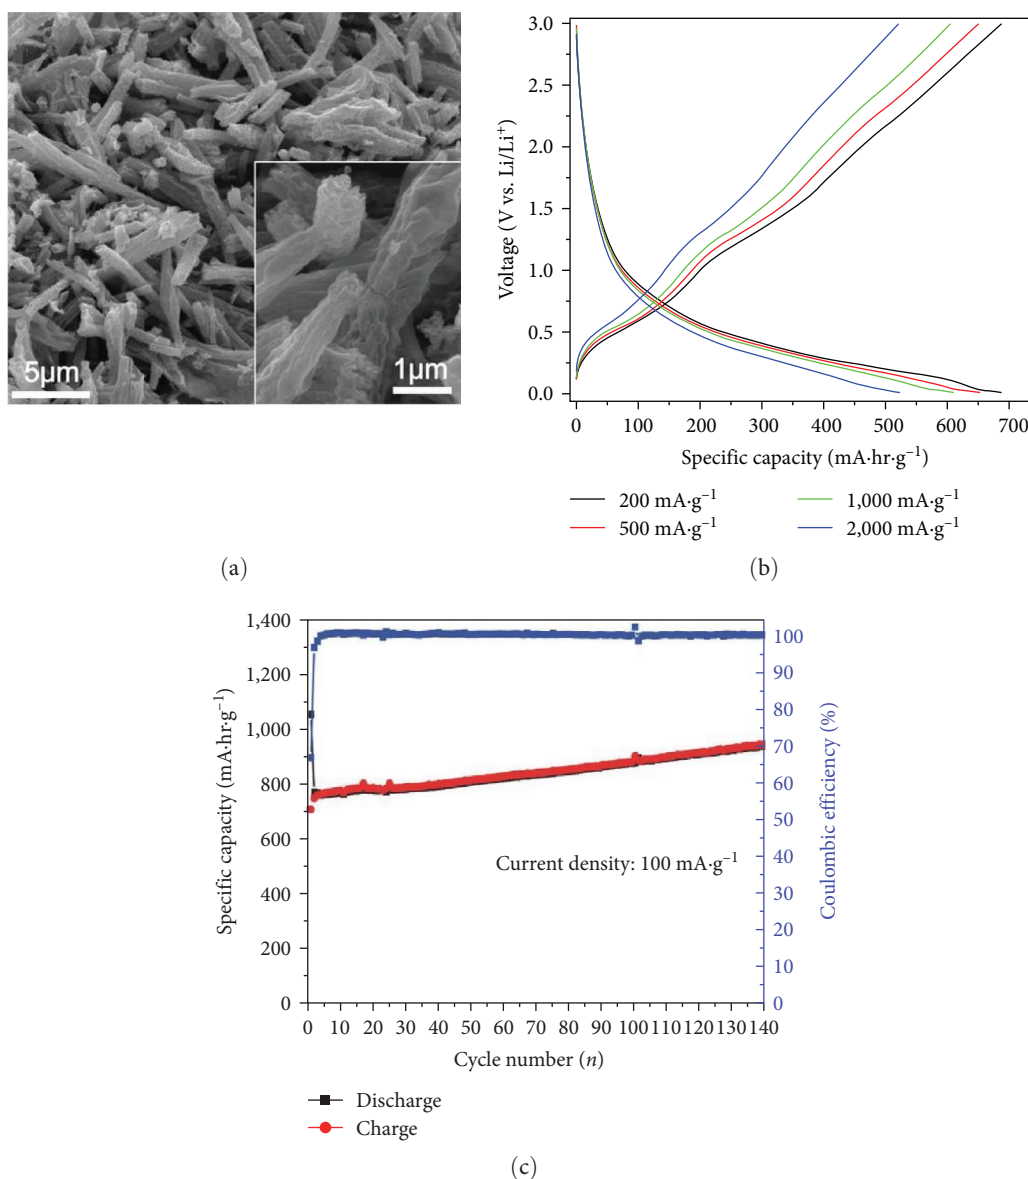 5μm
1μm
(a)
3.0
2.5
2.0
1.5
1.0
0.5
0.0
Voltage (V vs. Li/Li⁺)
0 100 200 300 400 500 600 700
Specific capacity (mA·hr·g⁻¹)
200 mA·g⁻¹
1,000 mA·g⁻¹
500 mA·g⁻¹
2,000 mA·g⁻¹
(b)
1,400
1,200
1,000
800
600
400
200
0
Specific capacity (mA·hr·g⁻¹)
100
90
80
70
60
50
40
30
20
10
0
Coulombic efficiency (%)
Current density: 100 mA·g⁻¹
0 10 20 30 40 50 60 70 80 90 100 110 120 130 140
Cycle number (n)
Discharge
Charge
(c)